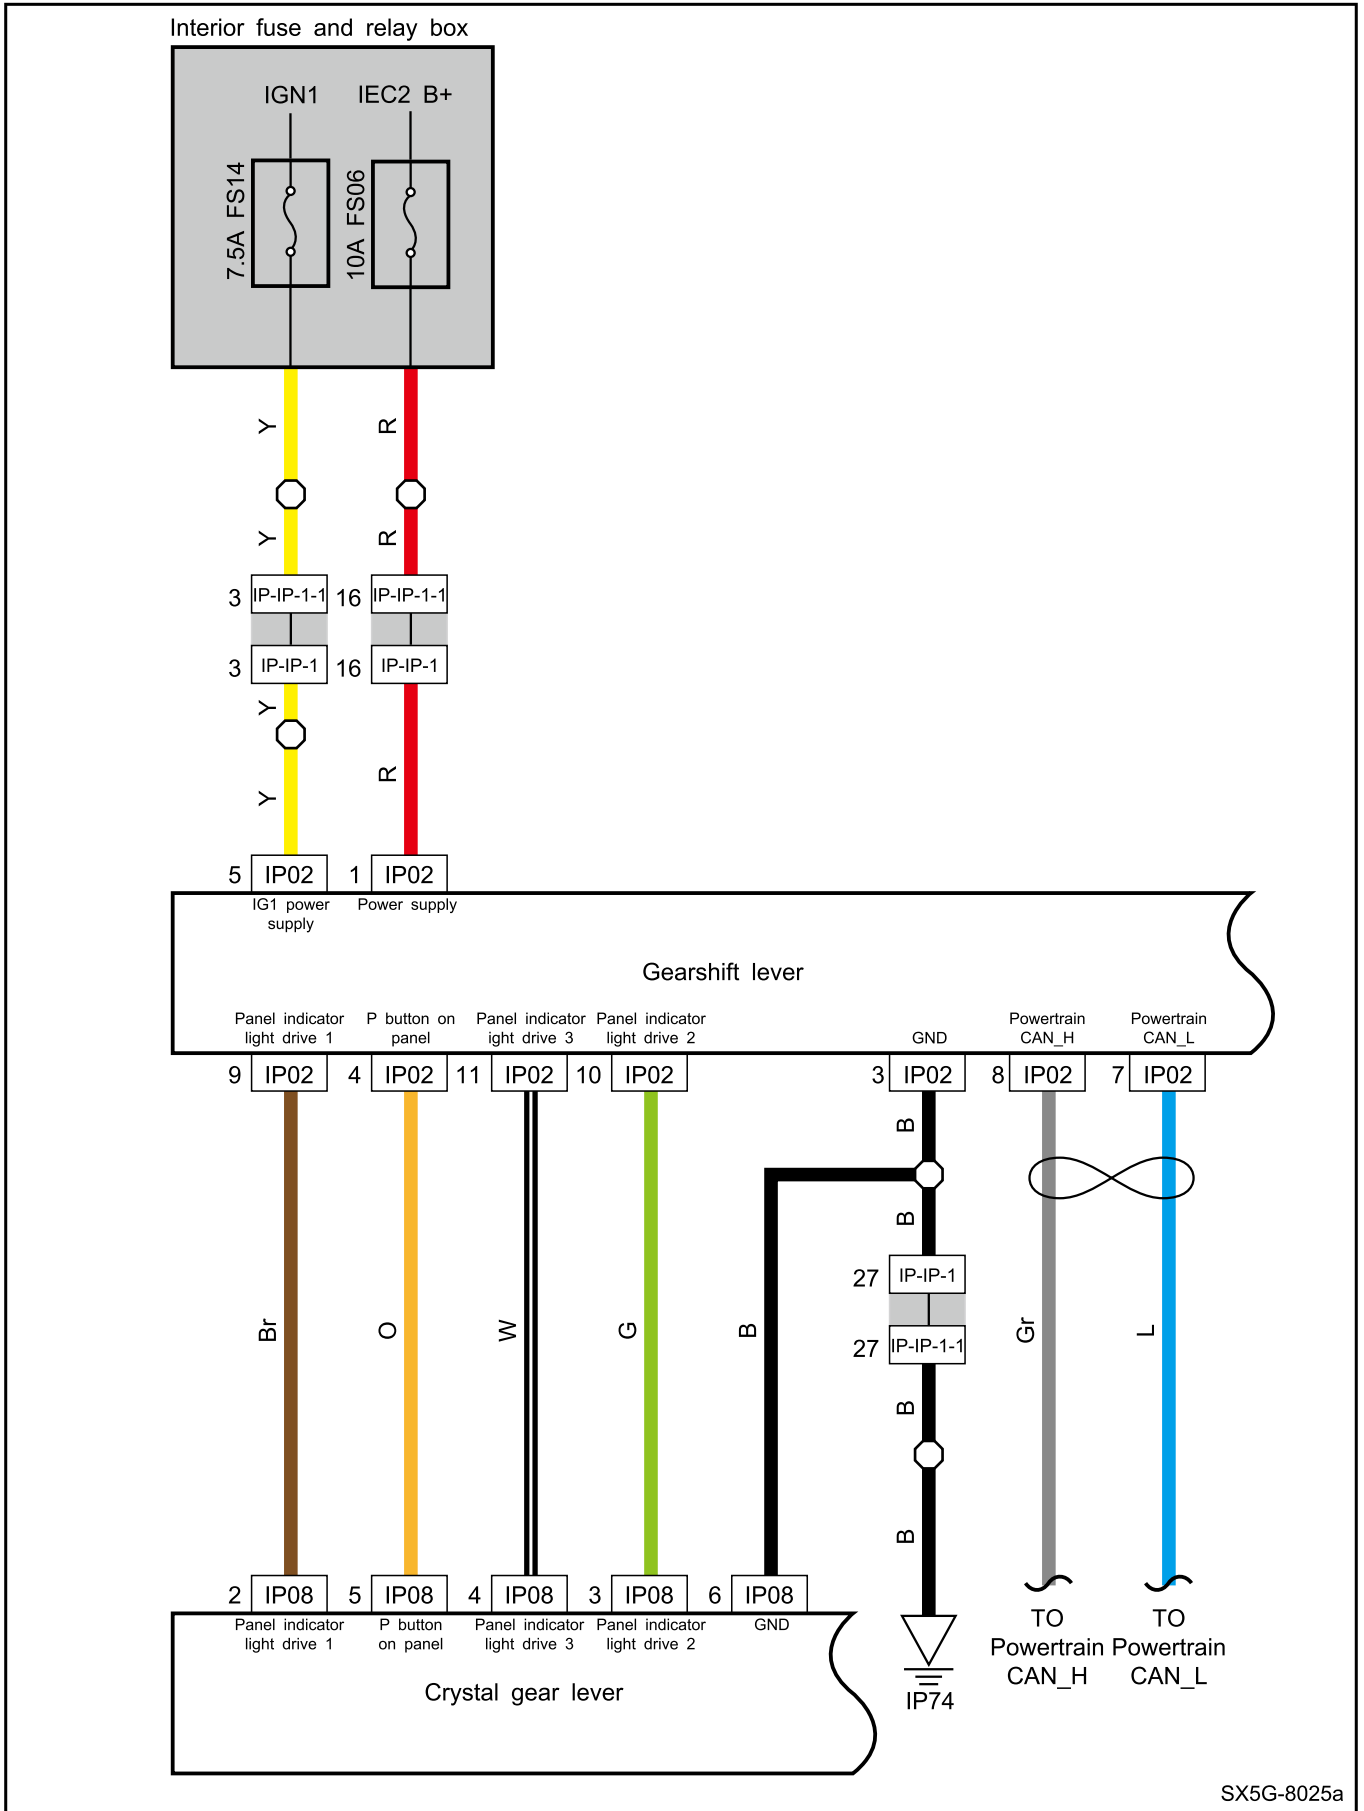 Interior fuse and relay box
IGN1 IEC2 B+
7.5A FS14
10A FS06
Y R
Y R
3 IP-IP-1-1 16 IP-IP-1-1
3 IP-IP-1 16 IP-IP-1
Y
R
Y
5 IP02 1 IP02
IG1 power
supply
Power supply
Gearshift lever
Panel indicator
light drive 1
P button on
panel
Panel indicator
ight drive 3
Panel indicator
light drive 2
GND
Powertrain
CAN_H
Powertrain
CAN_L
9 IP02 4 IP02 11 IP02 10 IP02 3 IP02 8 IP02 7 IP02
B
B
27 IP-IP-1
Br O W G B Gr L
27 IP-IP-1-1
B
B
2 IP08 5 IP08 4 IP08 3 IP08 6 IP08
Panel indicator
light drive 1
P button
on panel
Panel indicator
light drive 3
Panel indicator
light drive 2
GND
TO
Powertrain
CAN_H
TO
Powertrain
CAN_L
Crystal gear lever
IP74
SX5G-8025a